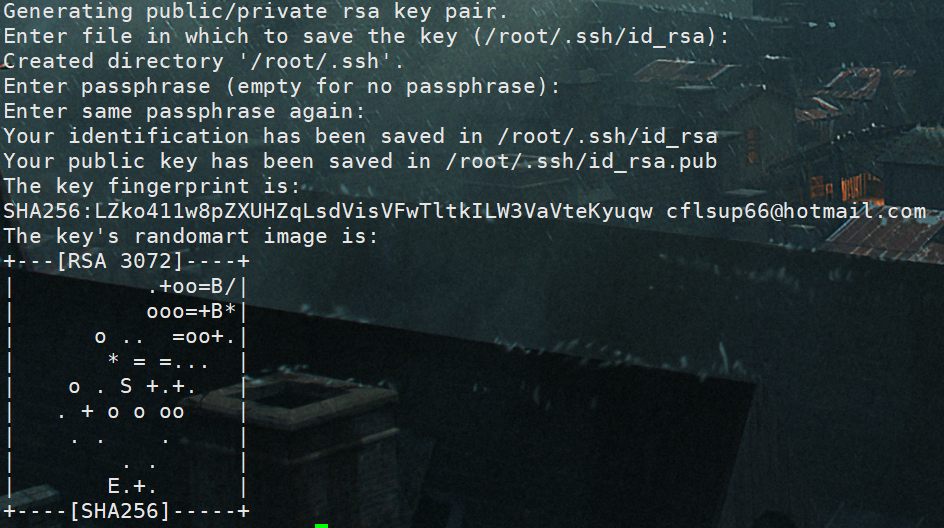 Generating public/private rsa key pair.
Enter file in which to save the key (/root/.ssh/id_rsa):
Created directory '/root/.ssh'.
Enter passphrase (empty for no passphrase):
Enter same passphrase again:
Your identification has been saved in /root/.ssh/id_rsa
Your public key has been saved in /root/.ssh/id_rsa.pub
The key fingerprint is:
SHA256:LZko411w8pZXUHZqLsdVisVFwTltkILW3VaVteKyuqw cflsup66@hotmail.com
The key's randomart image is:
+---[RSA 3072]----+
|          .+oo=B/|
|          ooo=+B*|
|      o ..  =oo+.|
|       * = =...  |
|    o . S +.+.   |
|   . + o o oo    |
|    . .    .     |
|        . .      |
|       E.+.      |
+----[SHA256]-----+